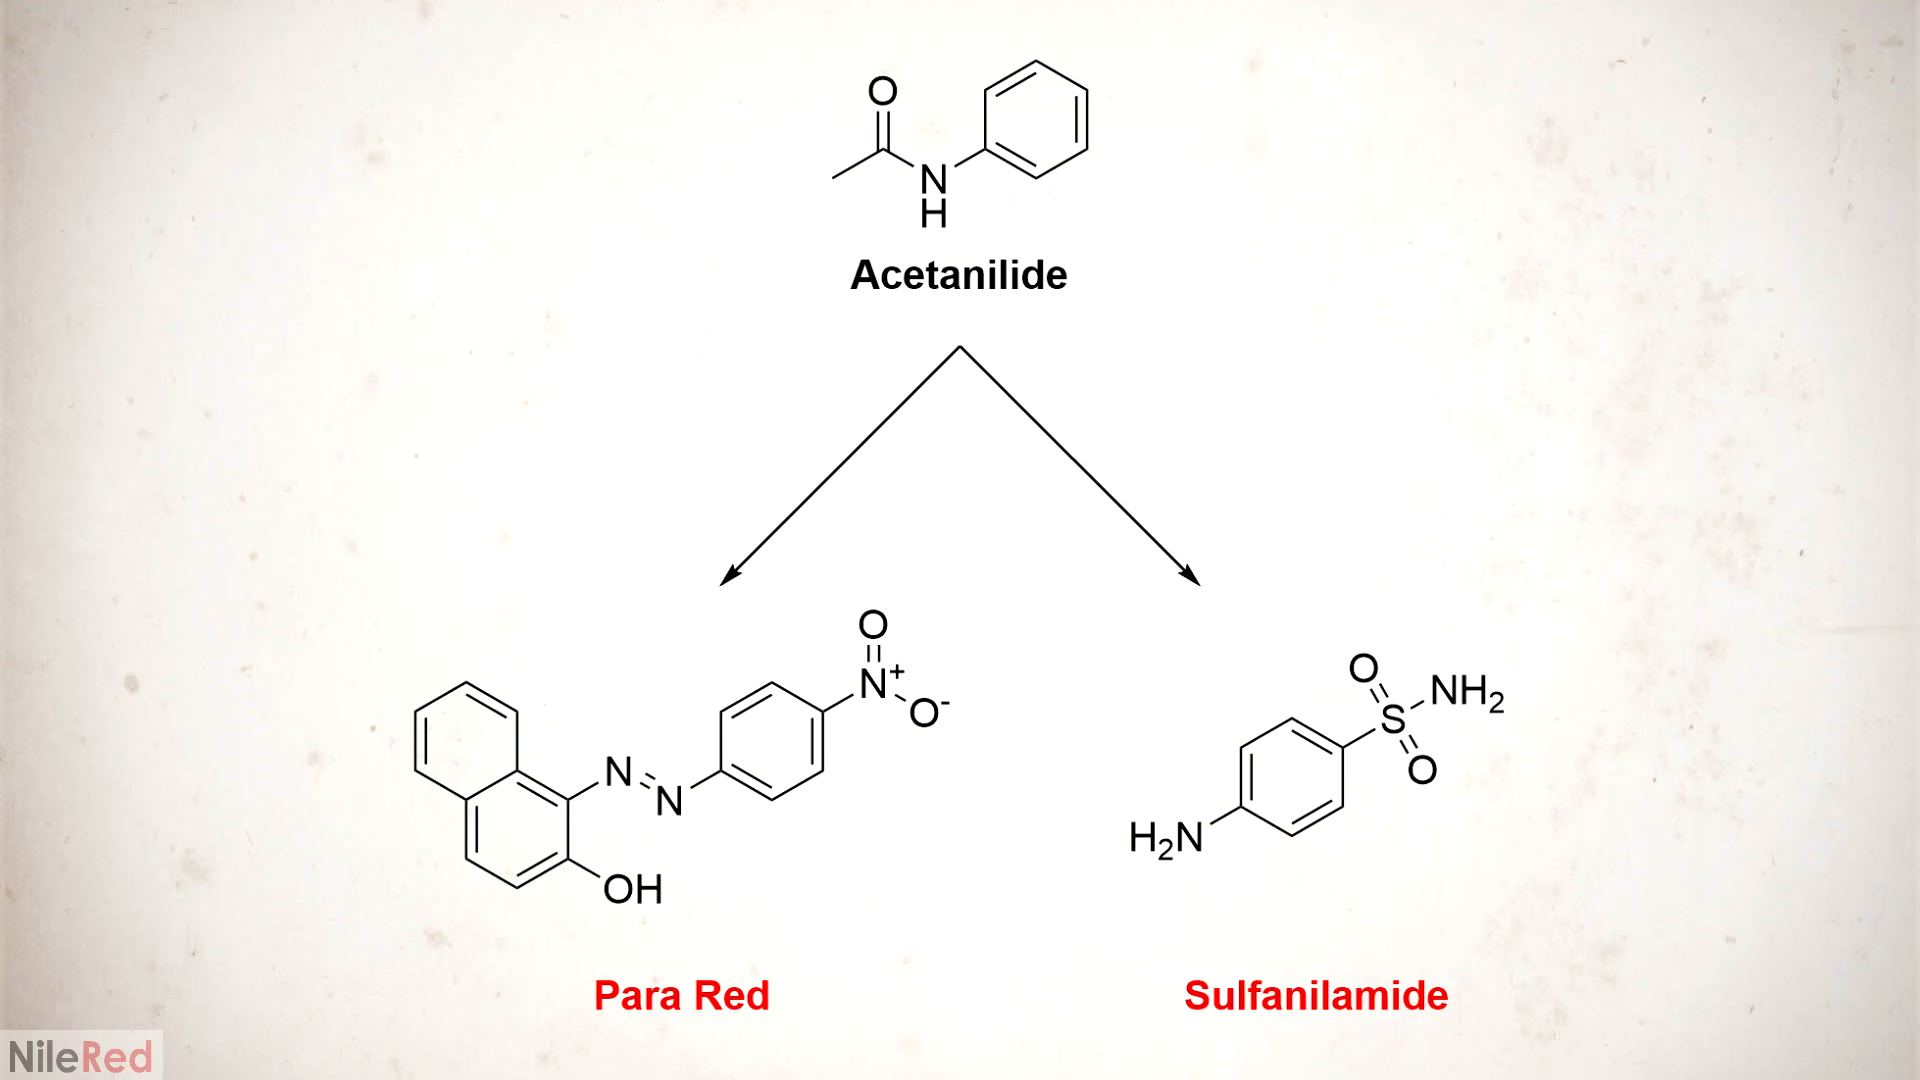 O
N
H
Acetanilide
O
N+
O-
N
N
OH
O
NH2
S
O
H2N
Para Red
Sulfanilamide
NileRed